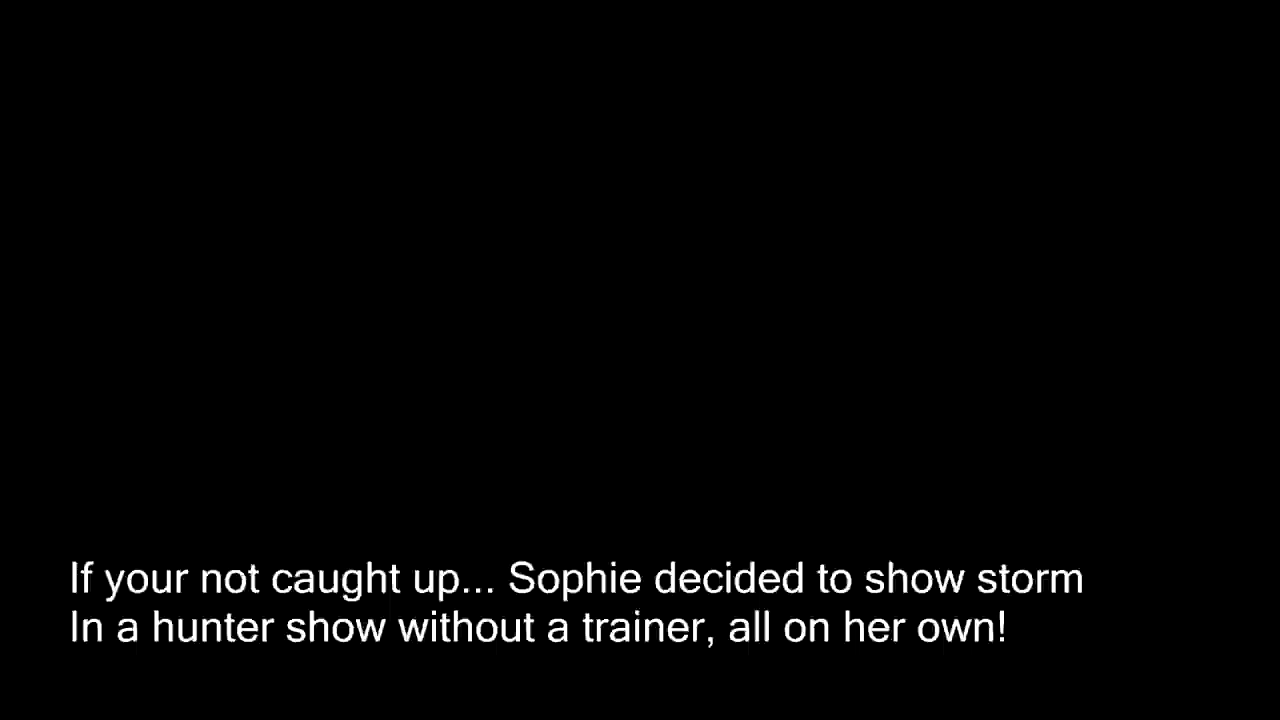 If your not caught up... Sophie decided to show storm
In a hunter show without a trainer, all on her own!